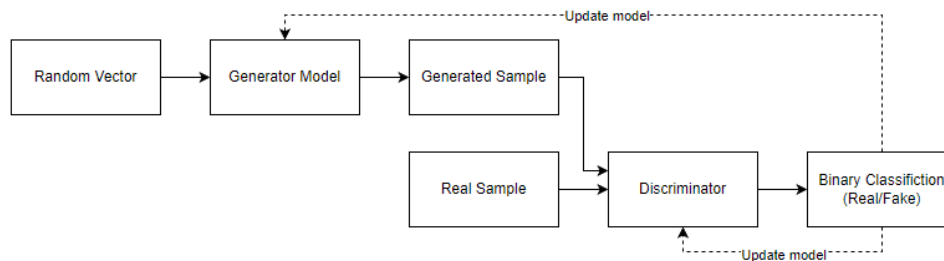 Update model
Random Vector
Generator Model
Generated Sample
Real Sample
Discriminator
Binary Classifiction
(Real/Fake)
Update model